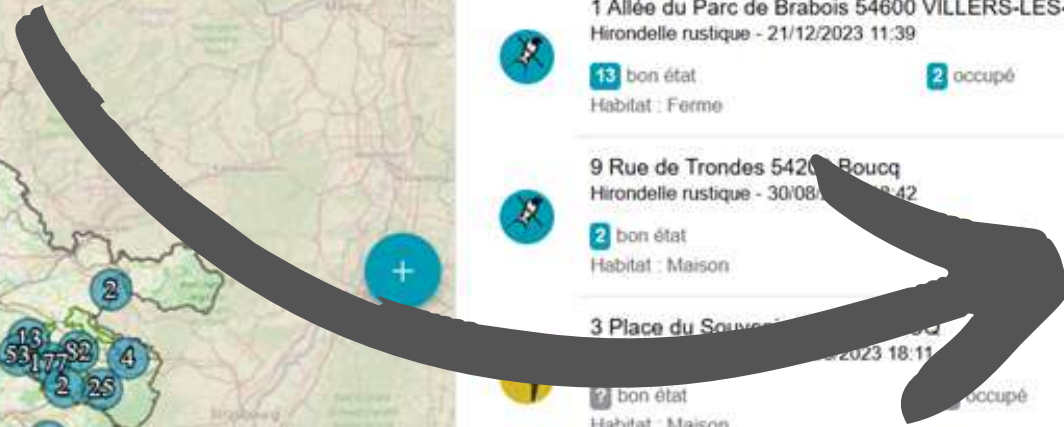 1 Allée du Parc de Brabois 54600 VILLERS-LES-
Hirondelle rustique - 21/12/2023 11:39
13 bon état
2 occupé
Habitat : Ferme
9 Rue de Trondes 5420 Boucq
Hirondelle rustique - 30/08/ :42
2 bon état
Habitat : Maison
3 Place du
2023 18:11
? bon état
occupé
Habitat : Maison
+
2
13
53
177
82
4
2
25